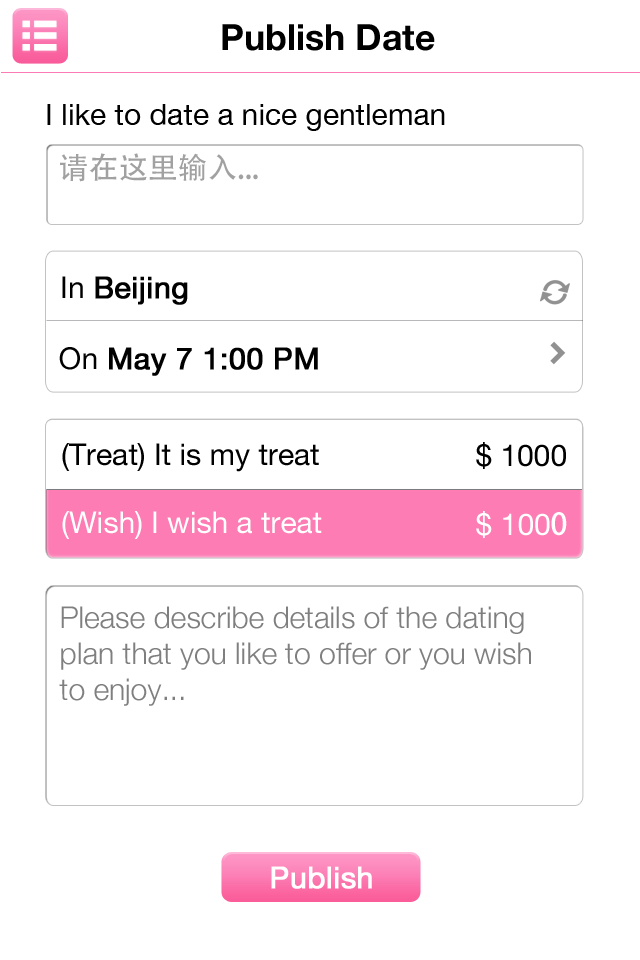 Publish Date
I like to date a nice gentleman
请在这里输入...
In Beijing
On May 7 1:00 PM
(Treat) It is my treat $ 1000
(Wish) I wish a treat $ 1000
Please describe details of the dating
plan that you like to offer or you wish
to enjoy...
Publish